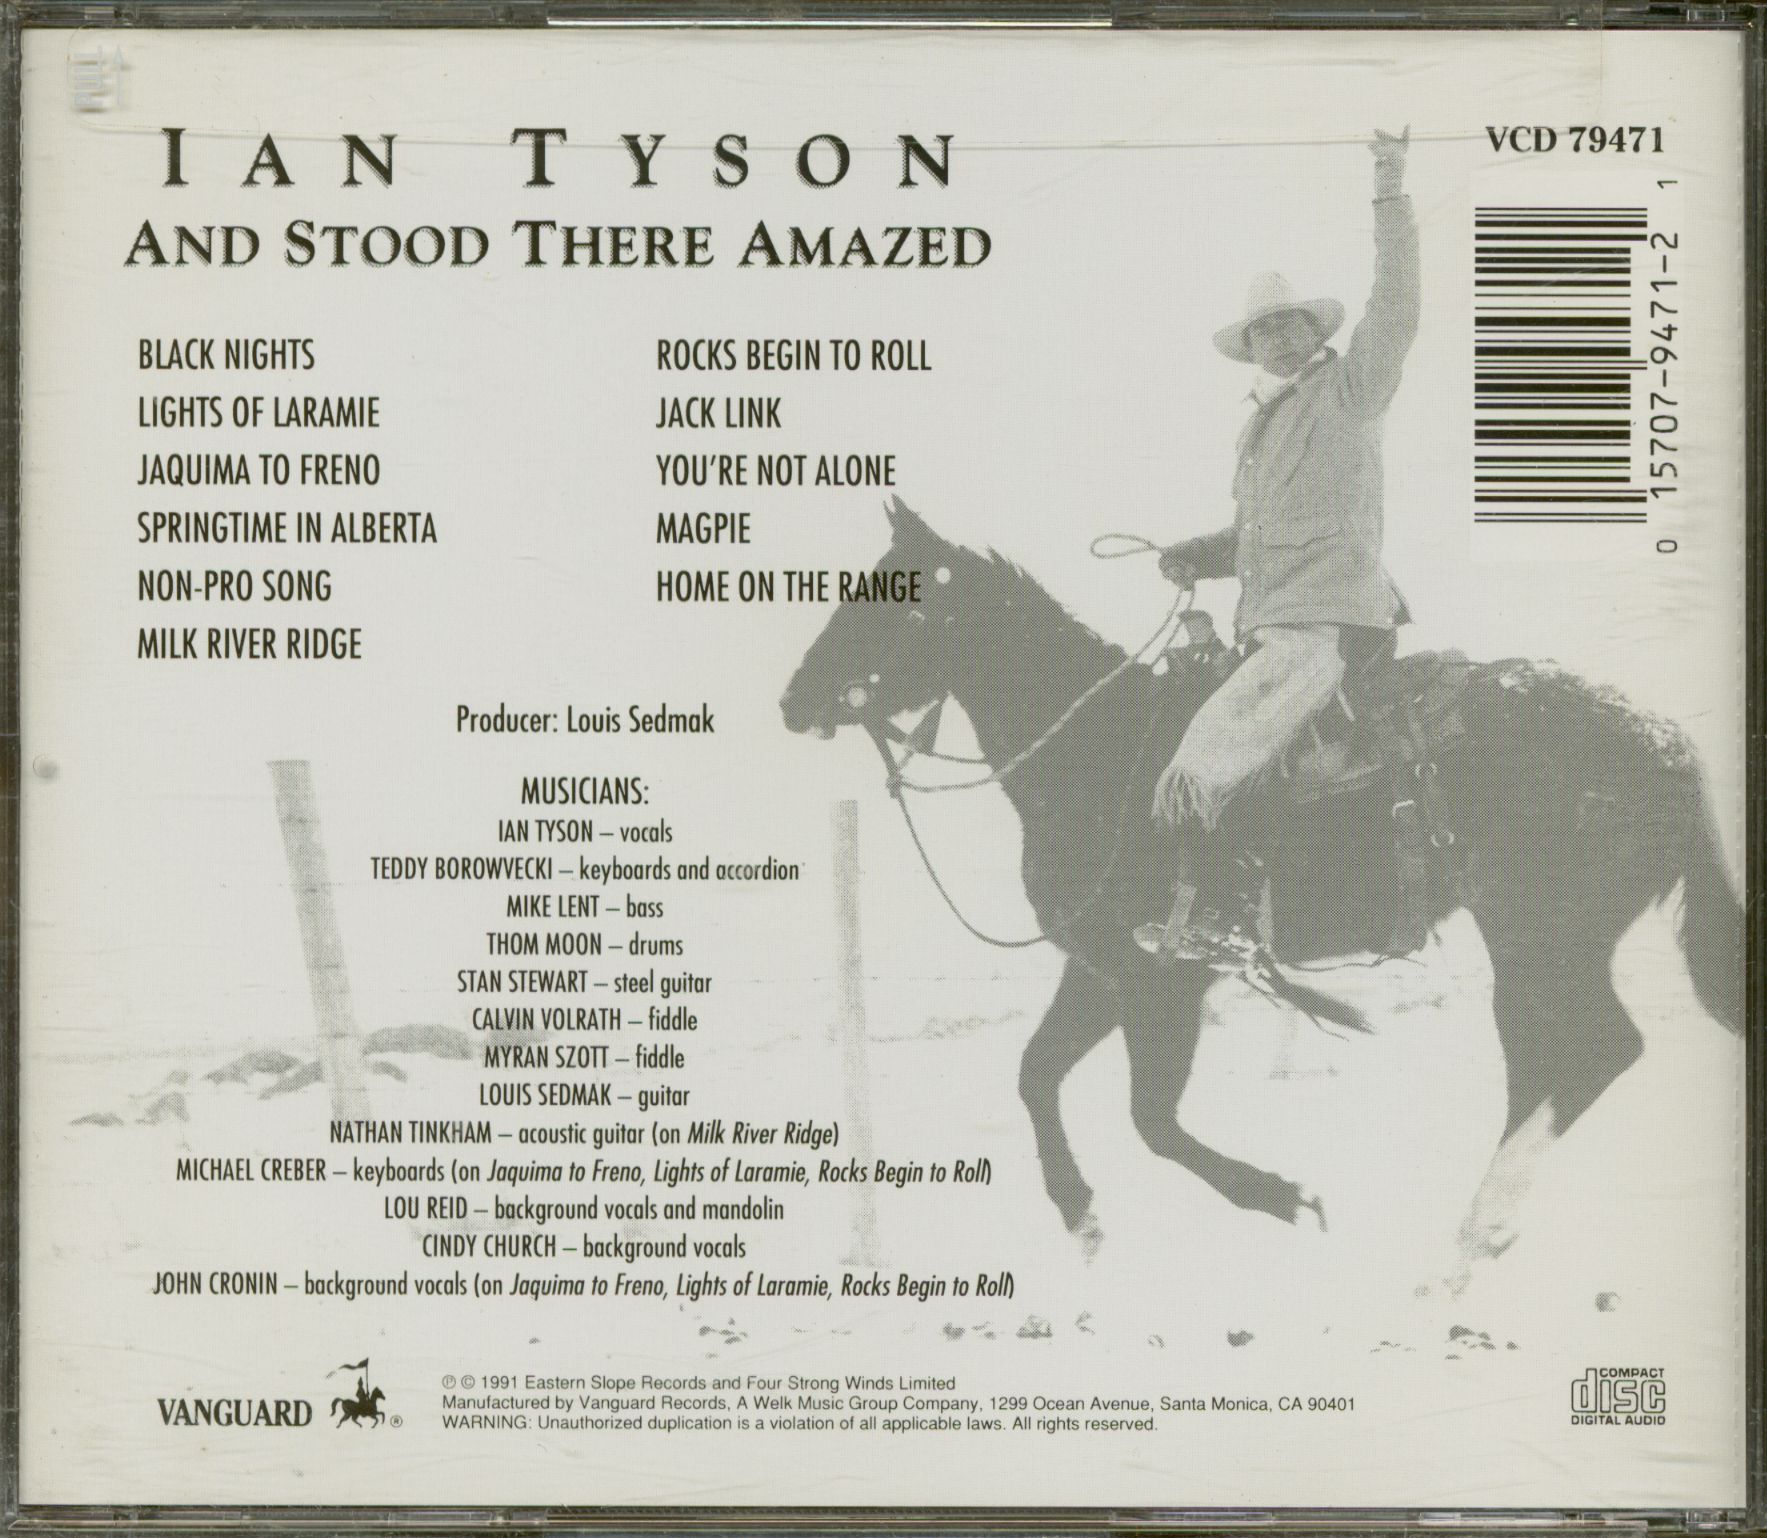 PULL
IAN TYSON
AND STOOD THERE AMAZED
VCD 79471
BLACK NIGHTS
LIGHTS OF LARAMIE
JAQUIMA TO FRENO
SPRINGTIME IN ALBERTA
NON-PRO SONG
MILK RIVER RIDGE
ROCKS BEGIN TO ROLL
JACK LINK
YOU'RE NOT ALONE
MAGPIE
HOME ON THE RANGE
0 15707-9471-2 1
Producer: Louis Sedmak
MUSICIANS:
IAN TYSON – vocals
TEDDY BOROWVECKI – keyboards and accordion
MIKE LENT – bass
THOM MOON – drums
STAN STEWART – steel guitar
CALVIN VOLRATH – fiddle
MYRAN SZOTT – fiddle
LOUIS SEDMAK – guitar
NATHAN TINKHAM – acoustic guitar (on Milk River Ridge)
MICHAEL CREBER – keyboards (on Jaquima to Freno, Lights of Laramie, Rocks Begin to Roll)
LOU REID – background vocals and mandolin
CINDY CHURCH – background vocals
JOHN CRONIN – background vocals (on Jaquima to Freno, Lights of Laramie, Rocks Begin to Roll)
VANGUARD ®
℗ © 1991 Eastern Slope Records and Four Strong Winds Limited
Manufactured by Vanguard Records, A Welk Music Group Company, 1299 Ocean Avenue, Santa Monica, CA 90401
WARNING: Unauthorized duplication is a violation of all applicable laws. All rights reserved.
COMPACT
disc
DIGITAL AUDIO